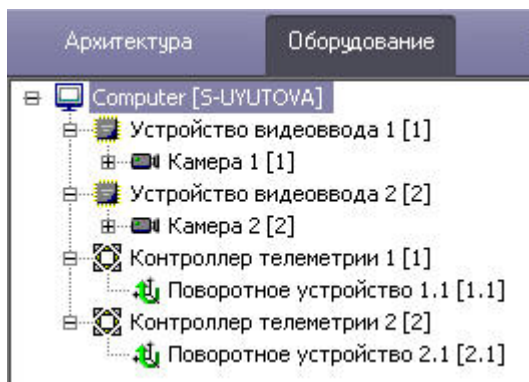 Архитектура Оборудование
Computer [S-UYUTOVA]
Устройство видеоввода 1 [1]
Камера 1 [1]
Устройство видеоввода 2 [2]
Камера 2 [2]
Контроллер телеметрии 1 [1]
Поворотное устройство 1.1 [1.1]
Контроллер телеметрии 2 [2]
Поворотное устройство 2.1 [2.1]